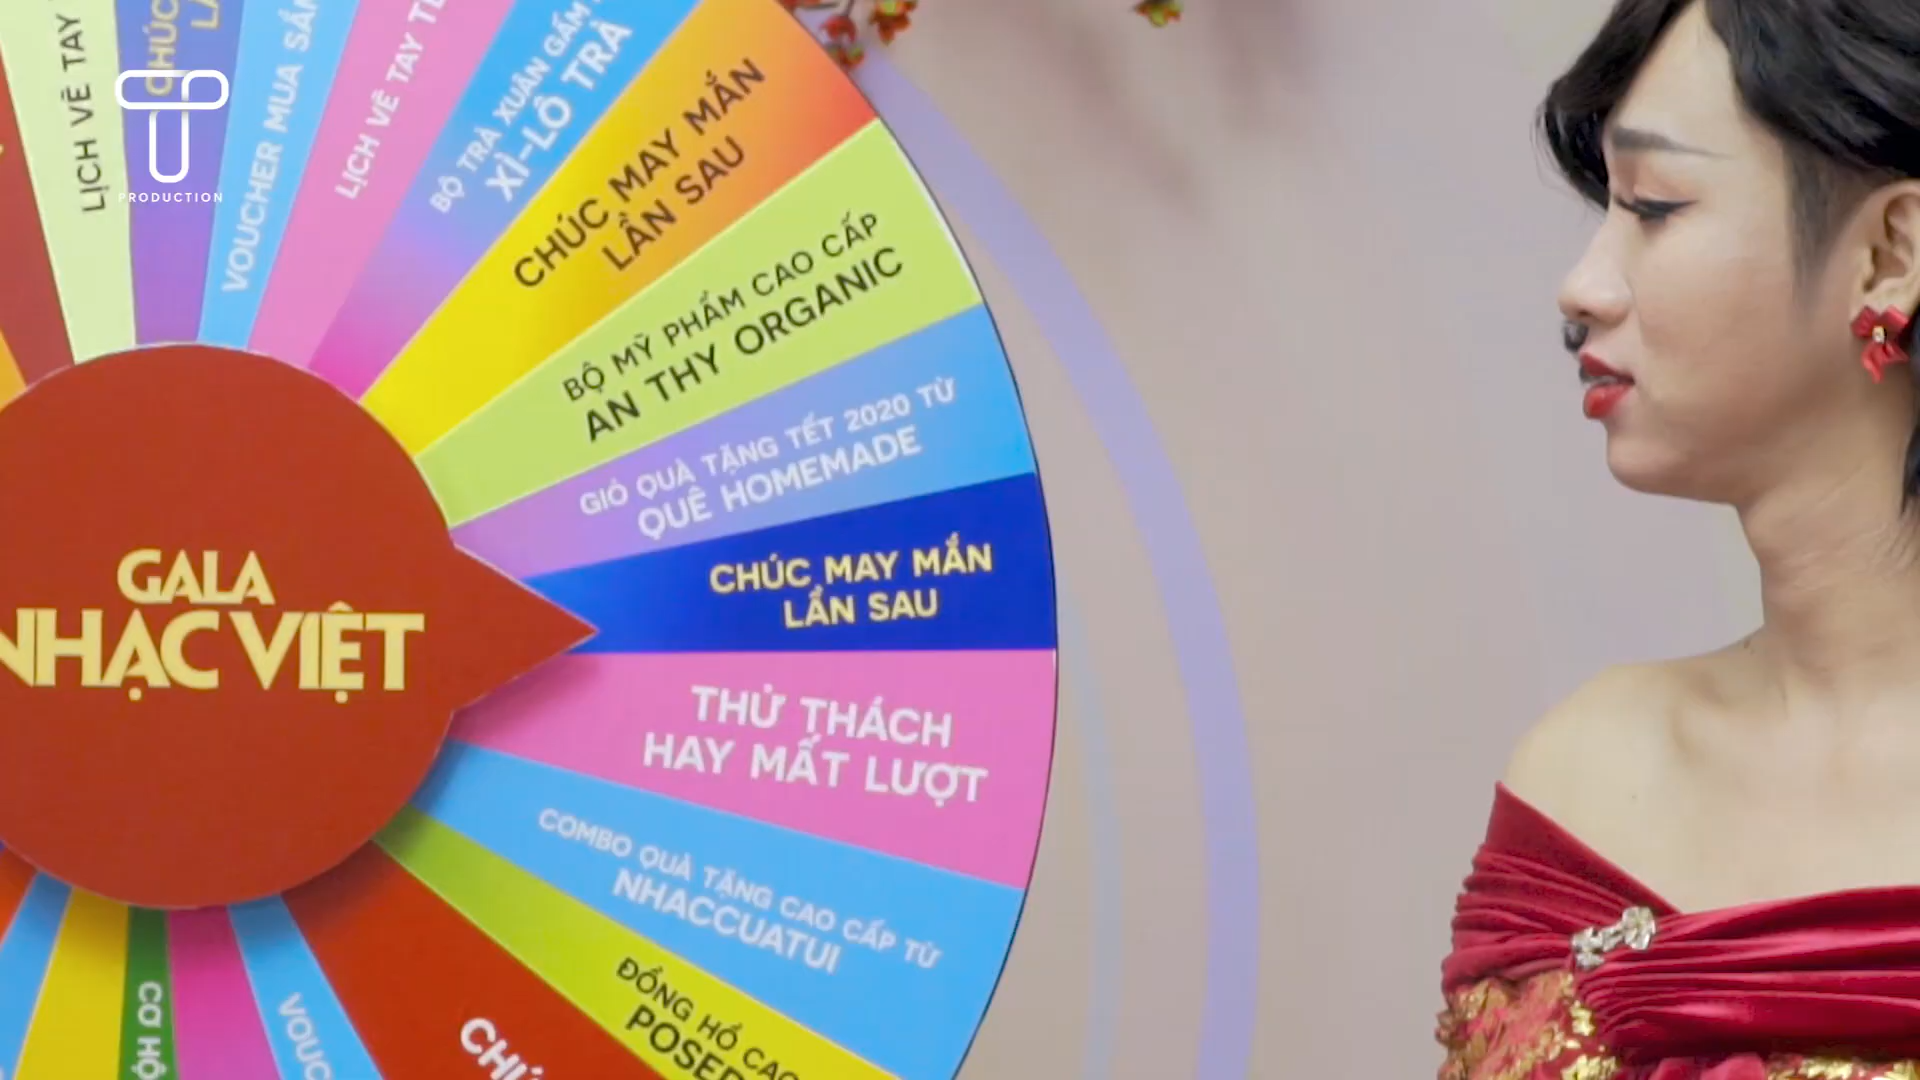 PRODUCTION
LỊCH VẼ TAY
CHÚC
VOUCHER MUA
LỊCH VẼ TAY
BỘ TRÀ XUÂN GẤM
XÌ-LÔ TRÀ
CHÚC MAY MẮN
LẦN SAU
BỘ MỸ PHẨM CAO CẤP
AN THY ORGANIC
GIỎ QUÀ TẶNG TẾT 2020 TỪ
QUÊ HOMEMADE
CHÚC MAY MẮN
LẦN SAU
GALA
NHẠC VIỆT
THỬ THÁCH
HAY MẤT LƯỢT
COMBO QUÀ TẶNG CAO CẤP TỪ
NHACCUATUI
ĐỒNG HỒ CAO
CƠ HỘ